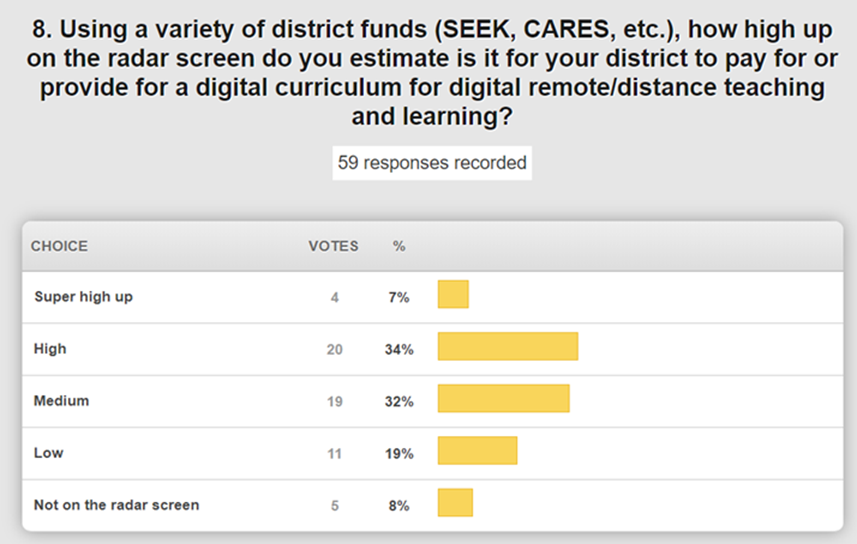 8. Using a variety of district funds (SEEK, CARES, etc.), how high up
on the radar screen do you estimate is it for your district to pay for or
provide for a digital curriculum for digital remote/distance teaching
and learning?
59 responses recorded
CHOICE VOTES %
Super high up 4 7%
High 20 34%
Medium 19 32%
Low 11 19%
Not on the radar screen 5 8%